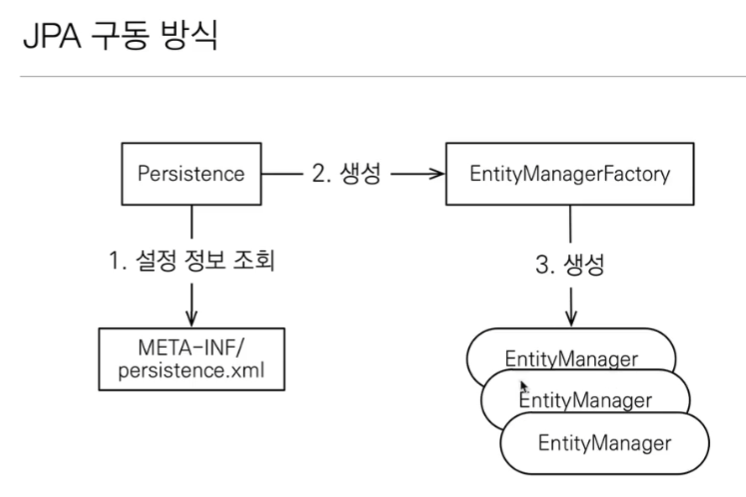 JPA 구동 방식
Persistence
2. 생성
EntityManagerFactory
1. 설정 정보 조회
3. 생성
META-INF/
persistence.xml
EntityManager
EntityManager
EntityManager